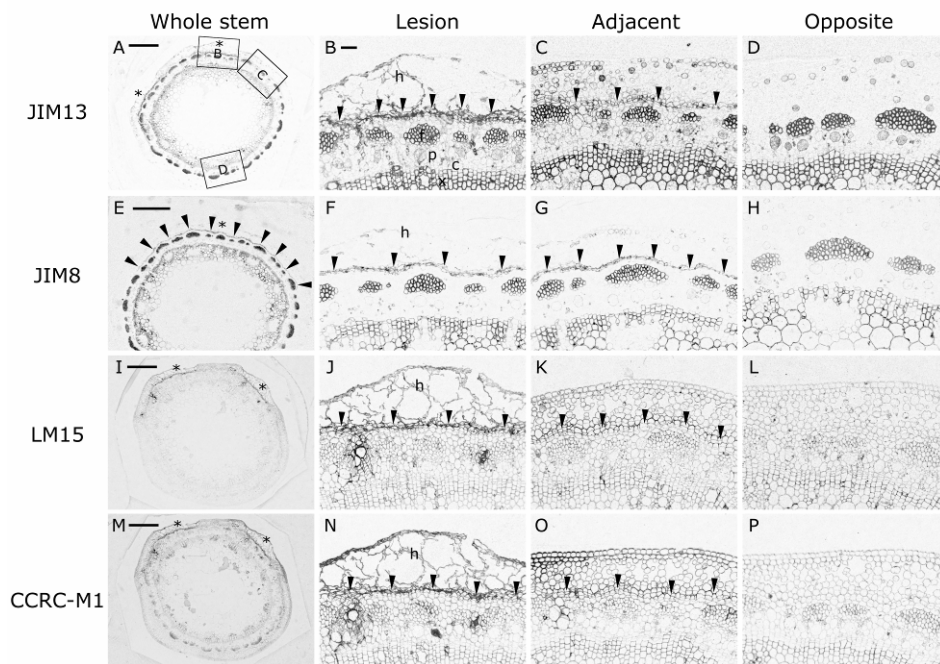 Whole stem Lesion Adjacent Opposite
A * B C * D B h f p c x C D
JIM13
E * F h G H
JIM8
I * * J h K L
LM15
M * * N h O P
CCRC-M1